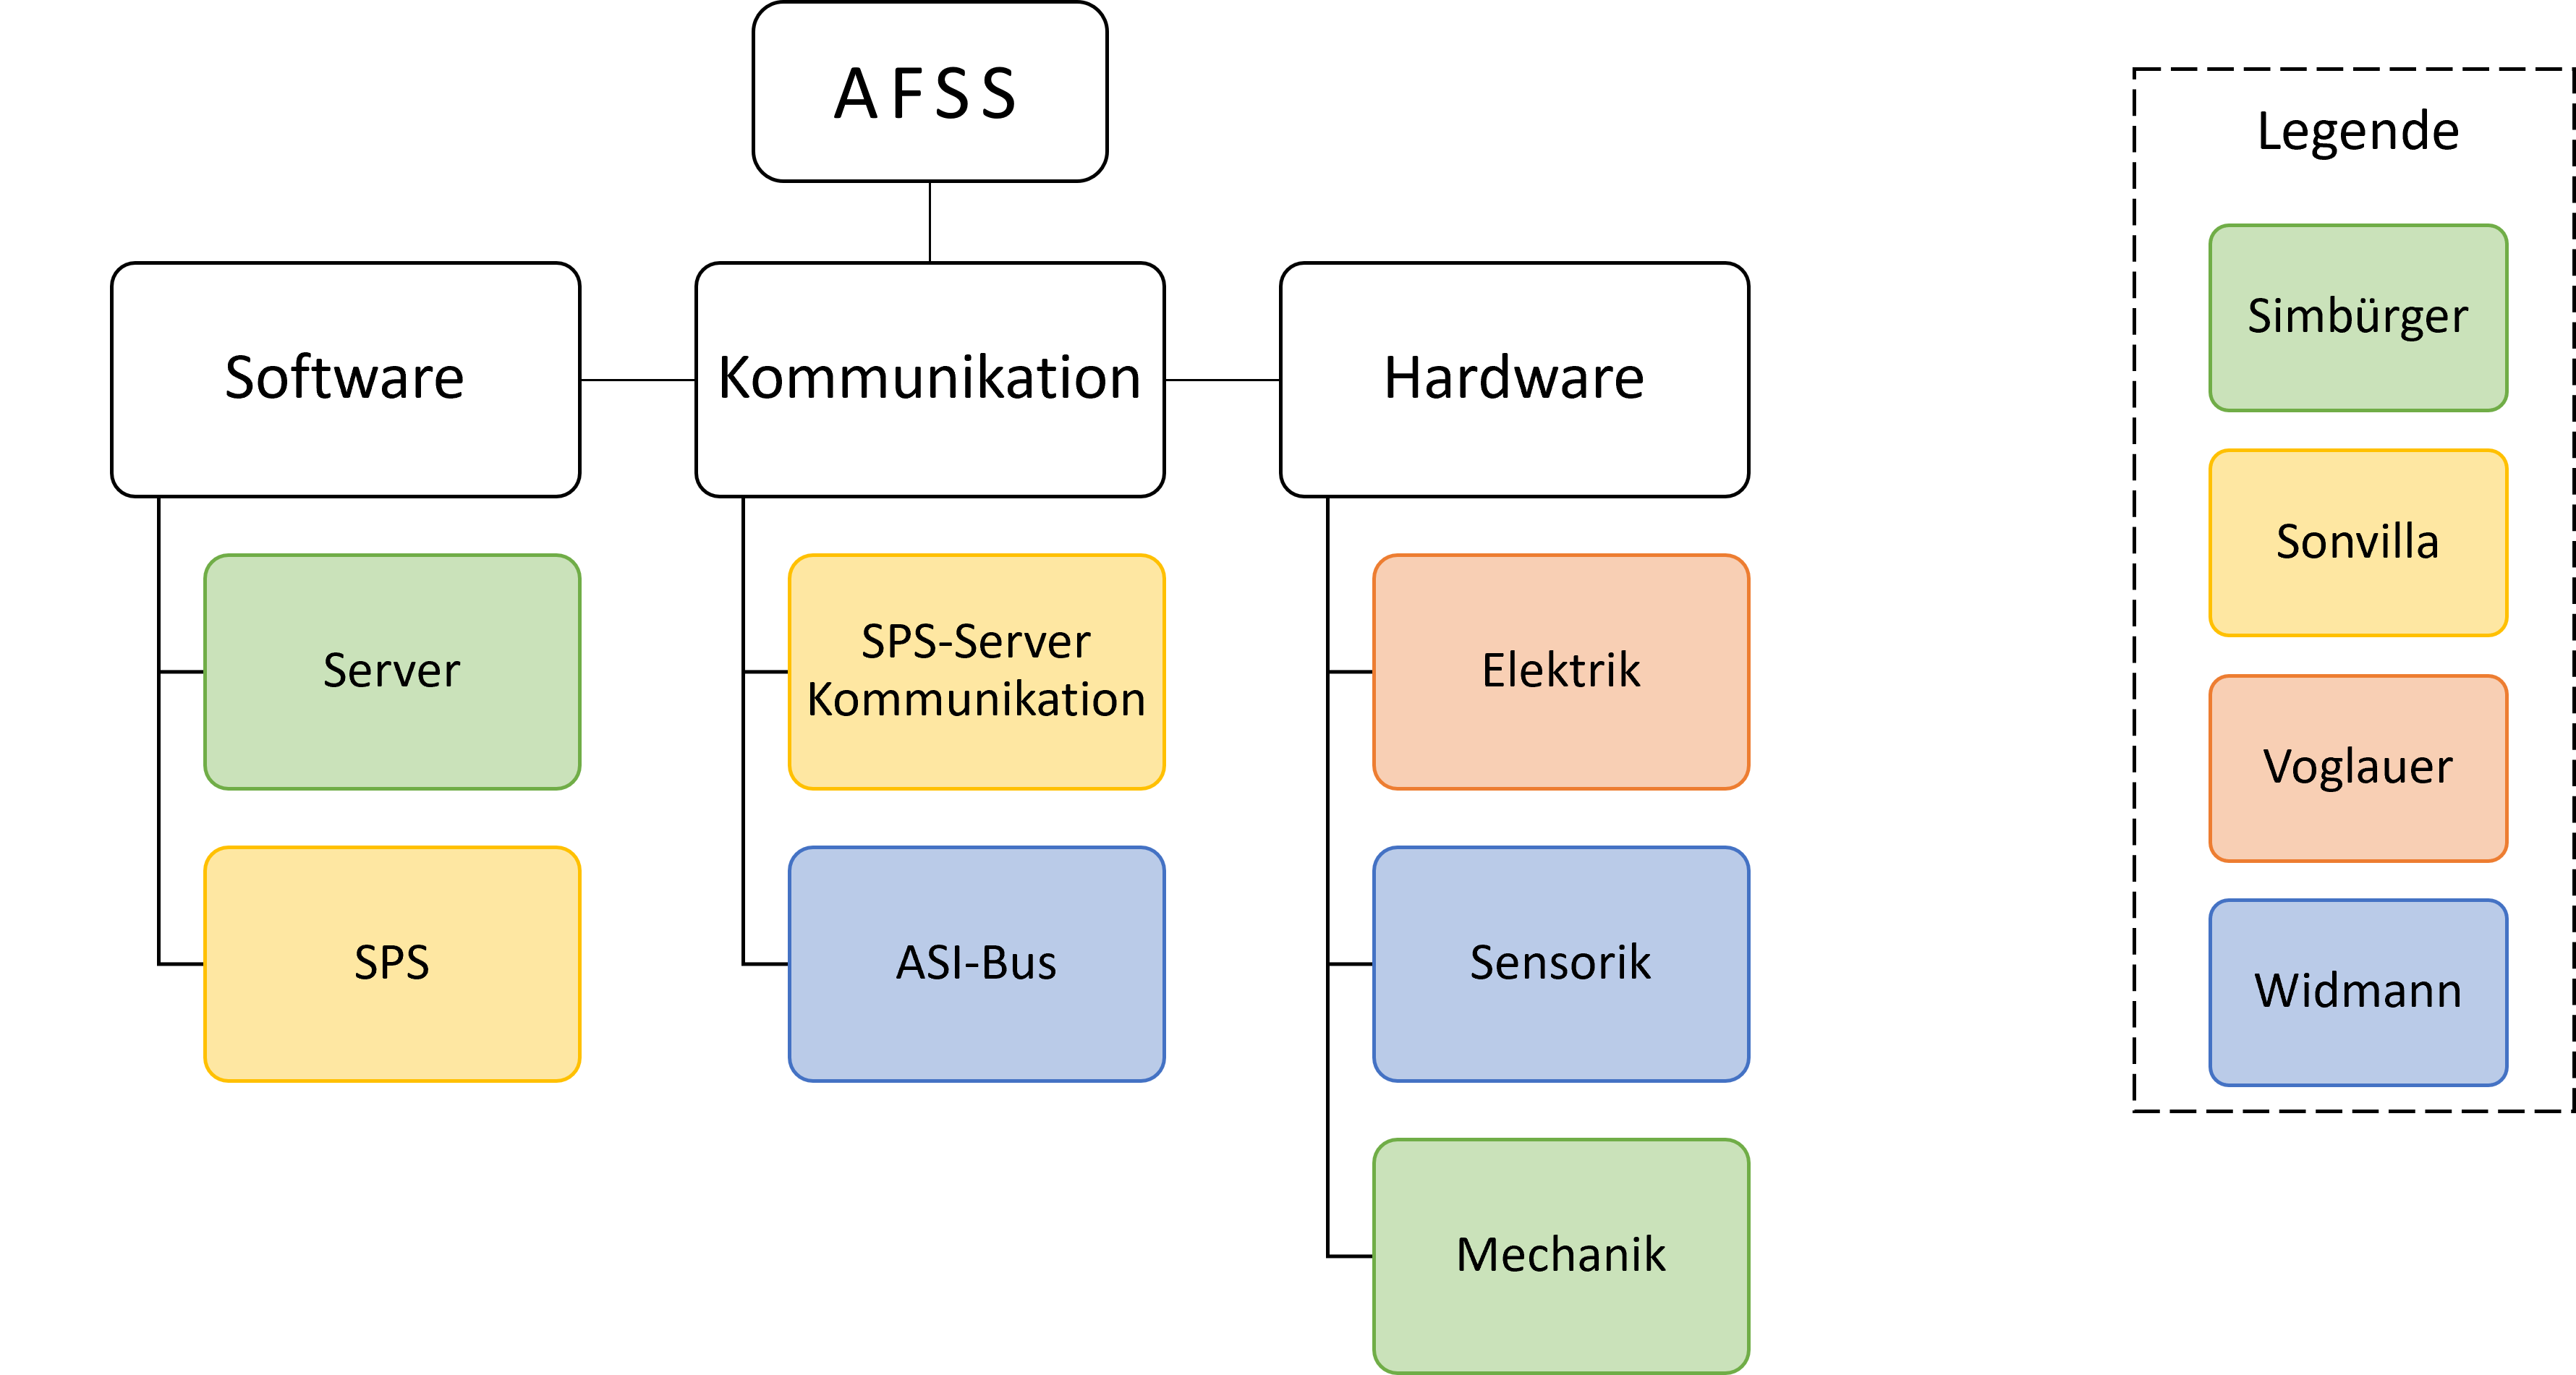 AFSS
Software
Kommunikation
Hardware
Server
SPS-Server
Kommunikation
Elektrik
SPS
ASI-Bus
Sensorik
Mechanik
Legende
Simbürger
Sonvilla
Voglauer
Widmann